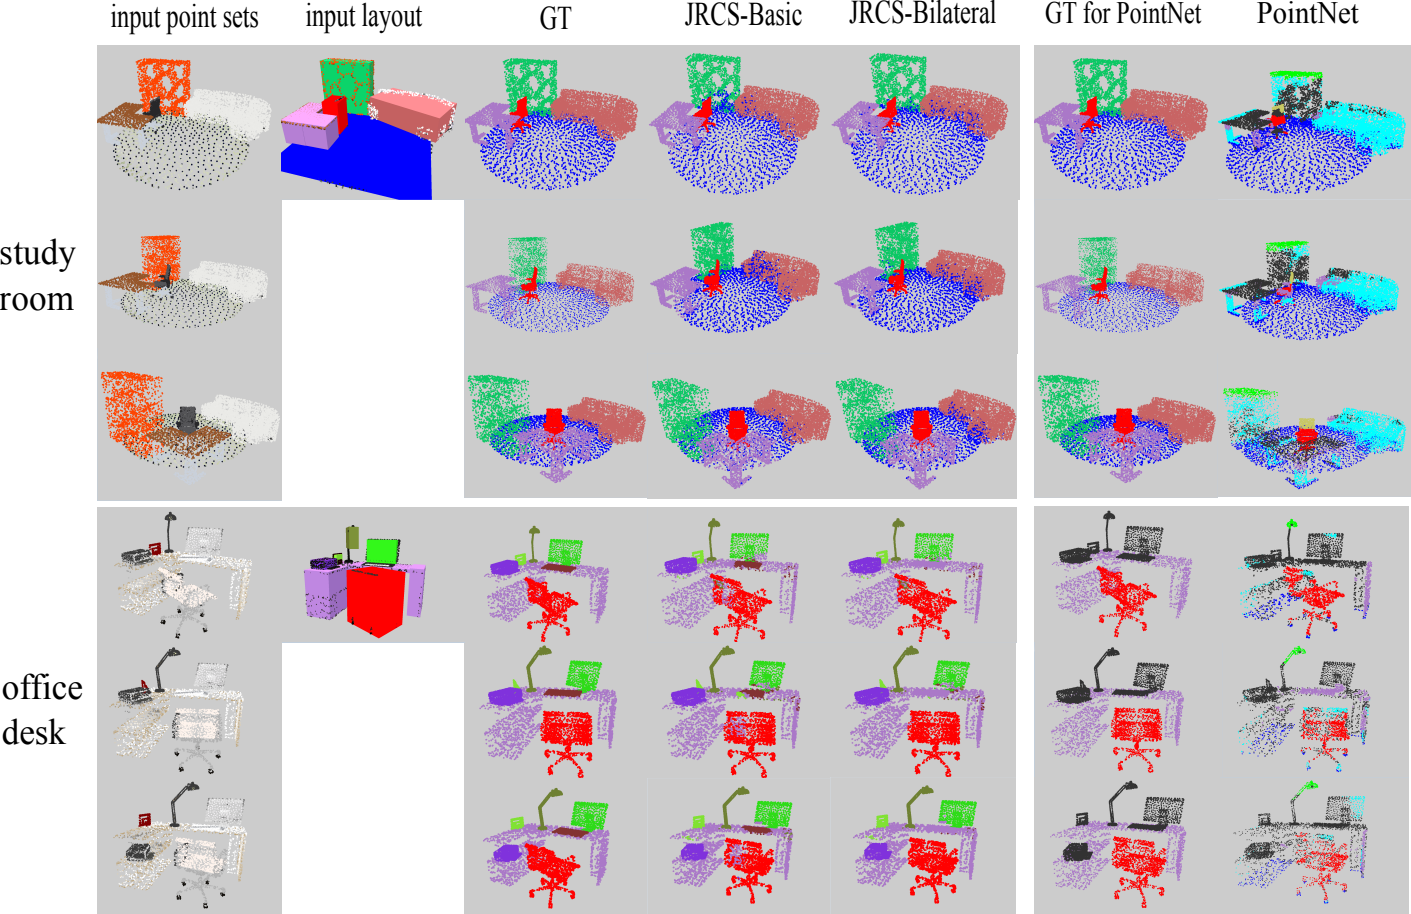 input point sets input layout GT JRCS-Basic JRCS-Bilateral GT for PointNet PointNet
study
room
office
desk